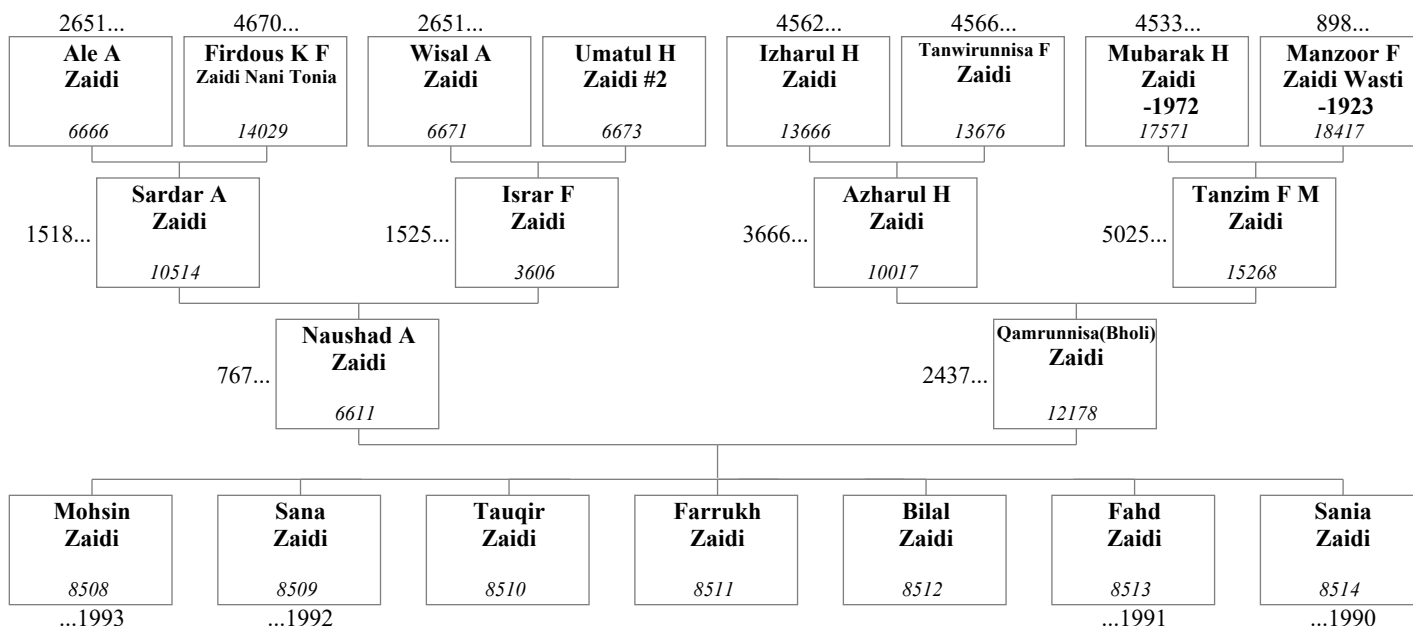 2651...
4670...
2651...
4562...
4566...
4533...
898...
Ale A
Zaidi
6666
Firdous K F
Zaidi Nani Tonia
14029
Wisal A
Zaidi
6671
Umatul H
Zaidi #2
6673
Izharul H
Zaidi
13666
Tanwirunnisa F
Zaidi
13676
Mubarak H
Zaidi
-1972
17571
Manzoor F
Zaidi Wasti
-1923
18417
1518...
Sardar A
Zaidi
10514
1525...
Israr F
Zaidi
3606
3666...
Azharul H
Zaidi
10017
5025...
Tanzim F M
Zaidi
15268
767...
Naushad A
Zaidi
6611
2437...
Qamrunnisa(Bholi)
Zaidi
12178
Mohsin
Zaidi
8508
...1993
Sana
Zaidi
8509
...1992
Tauqir
Zaidi
8510
Farrukh
Zaidi
8511
Bilal
Zaidi
8512
Fahd
Zaidi
8513
...1991
Sania
Zaidi
8514
...1990